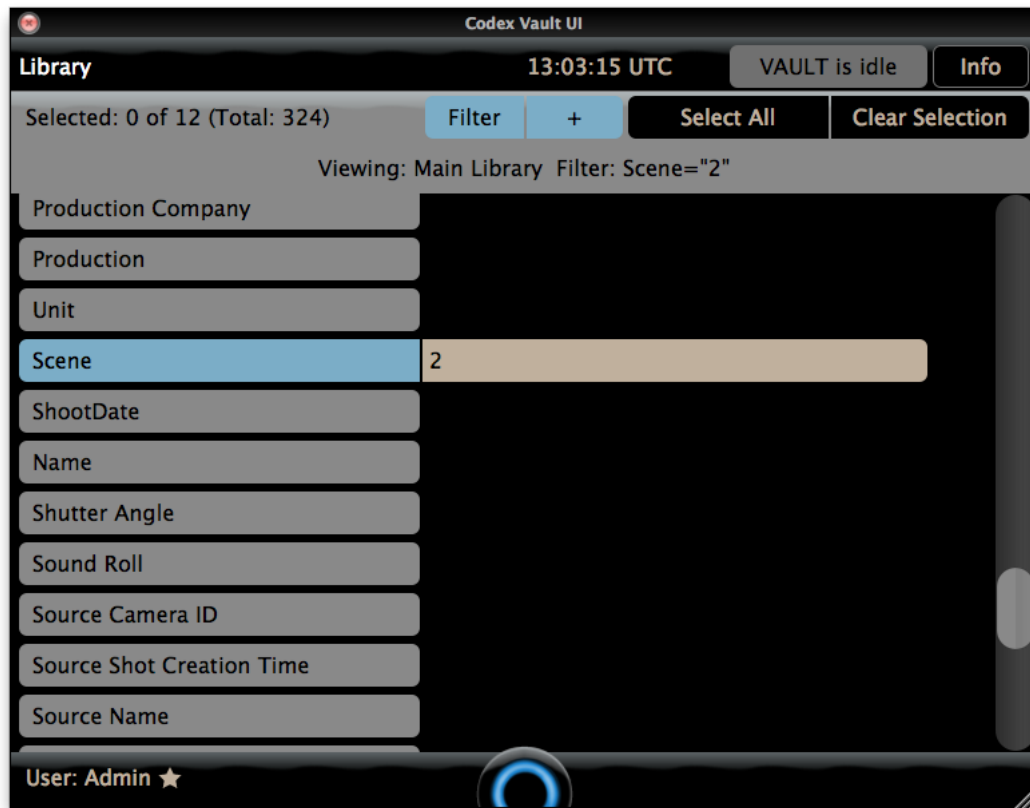 Codex Vault UI
Library 13:03:15 UTC VAULT is idle Info
Selected: 0 of 12 (Total: 324) Filter + Select All Clear Selection
Viewing: Main Library Filter: Scene="2"
Production Company
Production
Unit
Scene 2
ShootDate
Name
Shutter Angle
Sound Roll
Source Camera ID
Source Shot Creation Time
Source Name
User: Admin